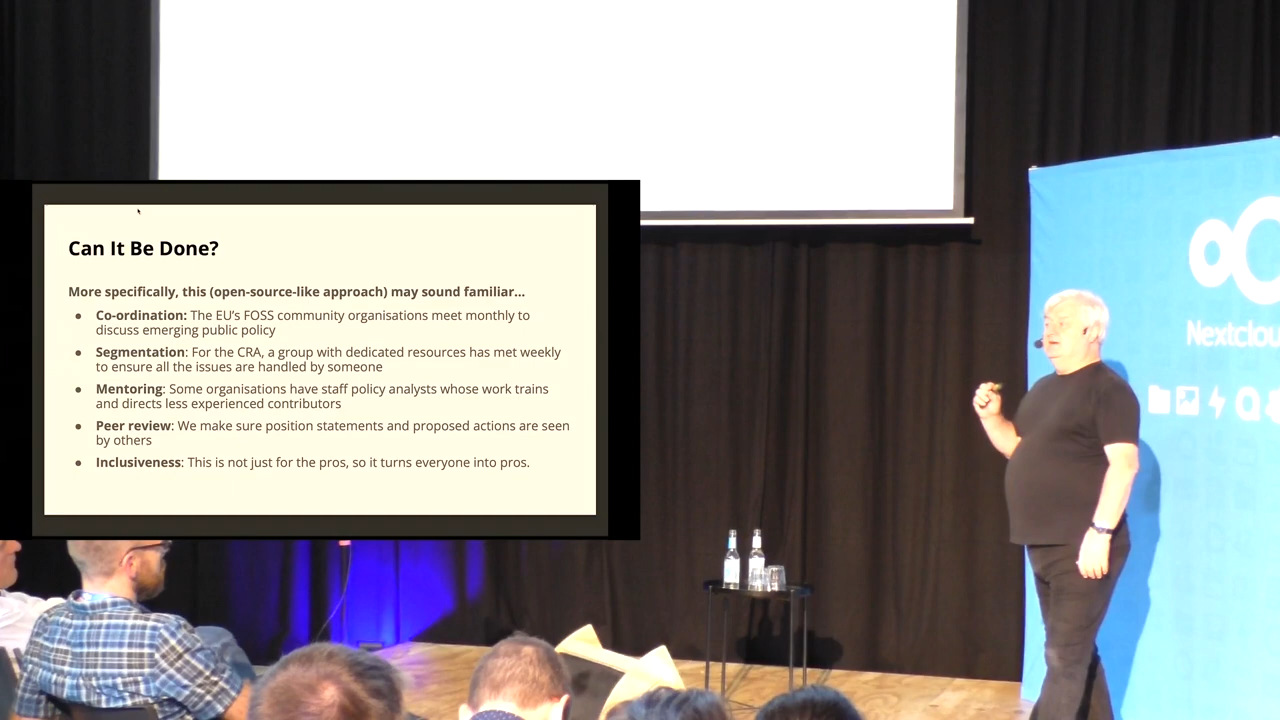 Can It Be Done?
More specifically, this (open-source-like approach) may sound familiar...
● Co-ordination: The EU's FOSS community organisations meet monthly to
discuss emerging public policy
● Segmentation: For the CRA, a group with dedicated resources has met weekly
to ensure all the issues are handled by someone
● Mentoring: Some organisations have staff policy analysts whose work trains
and directs less experienced contributors
● Peer review: We make sure position statements and proposed actions are seen
by others
● Inclusiveness: This is not just for the pros, so it turns everyone into pros.
Nextclou